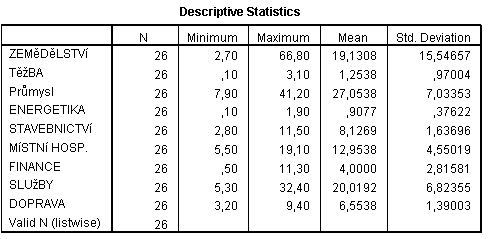 Descriptive Statistics
N Minimum Maximum Mean Std. Deviation
ZEMěDěLSTVí 26 2,70 66,80 19,1308 15,54657
TěžBA 26 ,10 3,10 1,2538 ,97004
Průmysl 26 7,90 41,20 27,0538 7,03353
ENERGETIKA 26 ,10 1,90 ,9077 ,37622
STAVEBNICTVí 26 2,80 11,50 8,1269 1,63696
MíSTNí HOSP. 26 5,50 19,10 12,9538 4,55019
FINANCE 26 ,50 11,30 4,0000 2,81581
SLUžBY 26 5,30 32,40 20,0192 6,82355
DOPRAVA 26 3,20 9,40 6,5538 1,39003
Valid N (listwise) 26